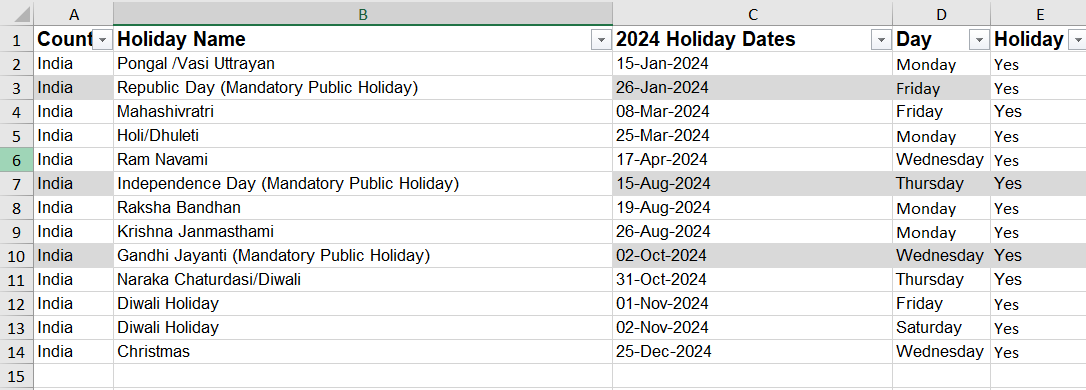 A B C D E
1 Count Holiday Name 2024 Holiday Dates Day Holiday
2 India Pongal /Vasi Uttrayan 15-Jan-2024 Monday Yes
3 India Republic Day (Mandatory Public Holiday) 26-Jan-2024 Friday Yes
4 India Mahashivratri 08-Mar-2024 Friday Yes
5 India Holi/Dhuleti 25-Mar-2024 Monday Yes
6 India Ram Navami 17-Apr-2024 Wednesday Yes
7 India Independence Day (Mandatory Public Holiday) 15-Aug-2024 Thursday Yes
8 India Raksha Bandhan 19-Aug-2024 Monday Yes
9 India Krishna Janmasthami 26-Aug-2024 Monday Yes
10 India Gandhi Jayanti (Mandatory Public Holiday) 02-Oct-2024 Wednesday Yes
11 India Naraka Chaturdasi/Diwali 31-Oct-2024 Thursday Yes
12 India Diwali Holiday 01-Nov-2024 Friday Yes
13 India Diwali Holiday 02-Nov-2024 Saturday Yes
14 India Christmas 25-Dec-2024 Wednesday Yes
15